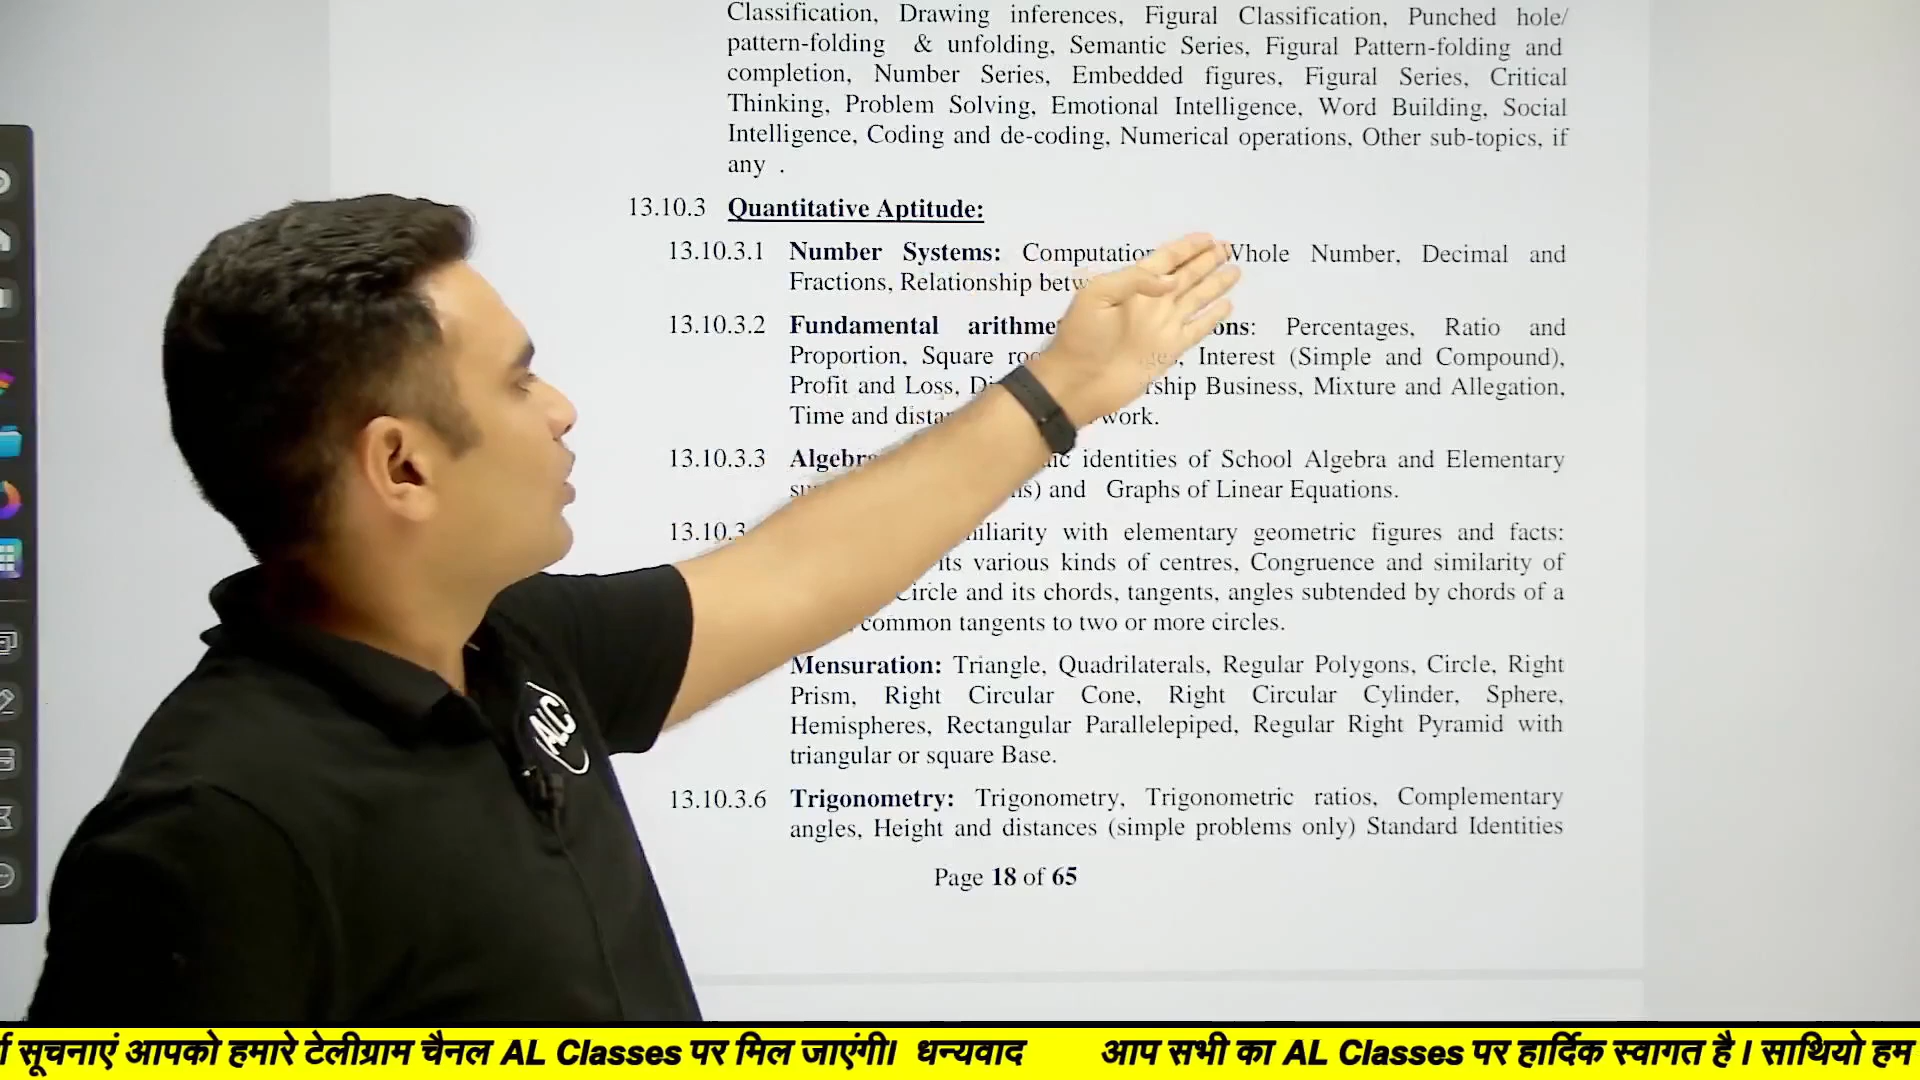 Classification, Drawing inferences, Figural Classification, Punched hole/
pattern-folding & unfolding, Semantic Series, Figural Pattern-folding and
completion, Number Series, Embedded figures, Figural Series, Critical
Thinking, Problem Solving, Emotional Intelligence, Word Building, Social
Intelligence, Coding and de-coding, Numerical operations, Other sub-topics, if
any .
13.10.3 Quantitative Aptitude:
13.10.3.1 Number Systems: Whole Number, Decimal and
Fractions, Relationship
13.10.3.2 Fundamental Percentages, Ratio and
Proportion, Square Interest (Simple and Compound),
Profit and Loss, Business, Mixture and Allegation,
Time and work.
13.10.3.3 identities of School Algebra and Elementary
and Graphs of Linear Equations.
with elementary geometric figures and facts:
its various kinds of centres, Congruence and similarity of
Circle and its chords, tangents, angles subtended by chords of a
common tangents to two or more circles.
Mensuration: Triangle, Quadrilaterals, Regular Polygons, Circle, Right
Prism, Right Circular Cone, Right Circular Cylinder, Sphere,
Hemispheres, Rectangular Parallelepiped, Regular Right Pyramid with
triangular or square Base.
13.10.3.6 Trigonometry: Trigonometry, Trigonometric ratios, Complementary
angles, Height and distances (simple problems only) Standard Identities
Page 18 of 65
ALC
सूचनाएं आपको हमारे टेलीग्राम चैनल AL Classes पर मिल जाएंगी। धन्यवाद आप सभी का AL Classes पर हार्दिक स्वागत है। साथियो हम